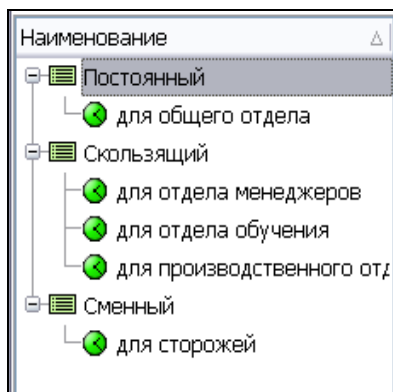 Наименование
Постоянный
для общего отдела
Скользящий
для отдела менеджеров
для отдела обучения
для производственного отд
Сменный
для сторожей